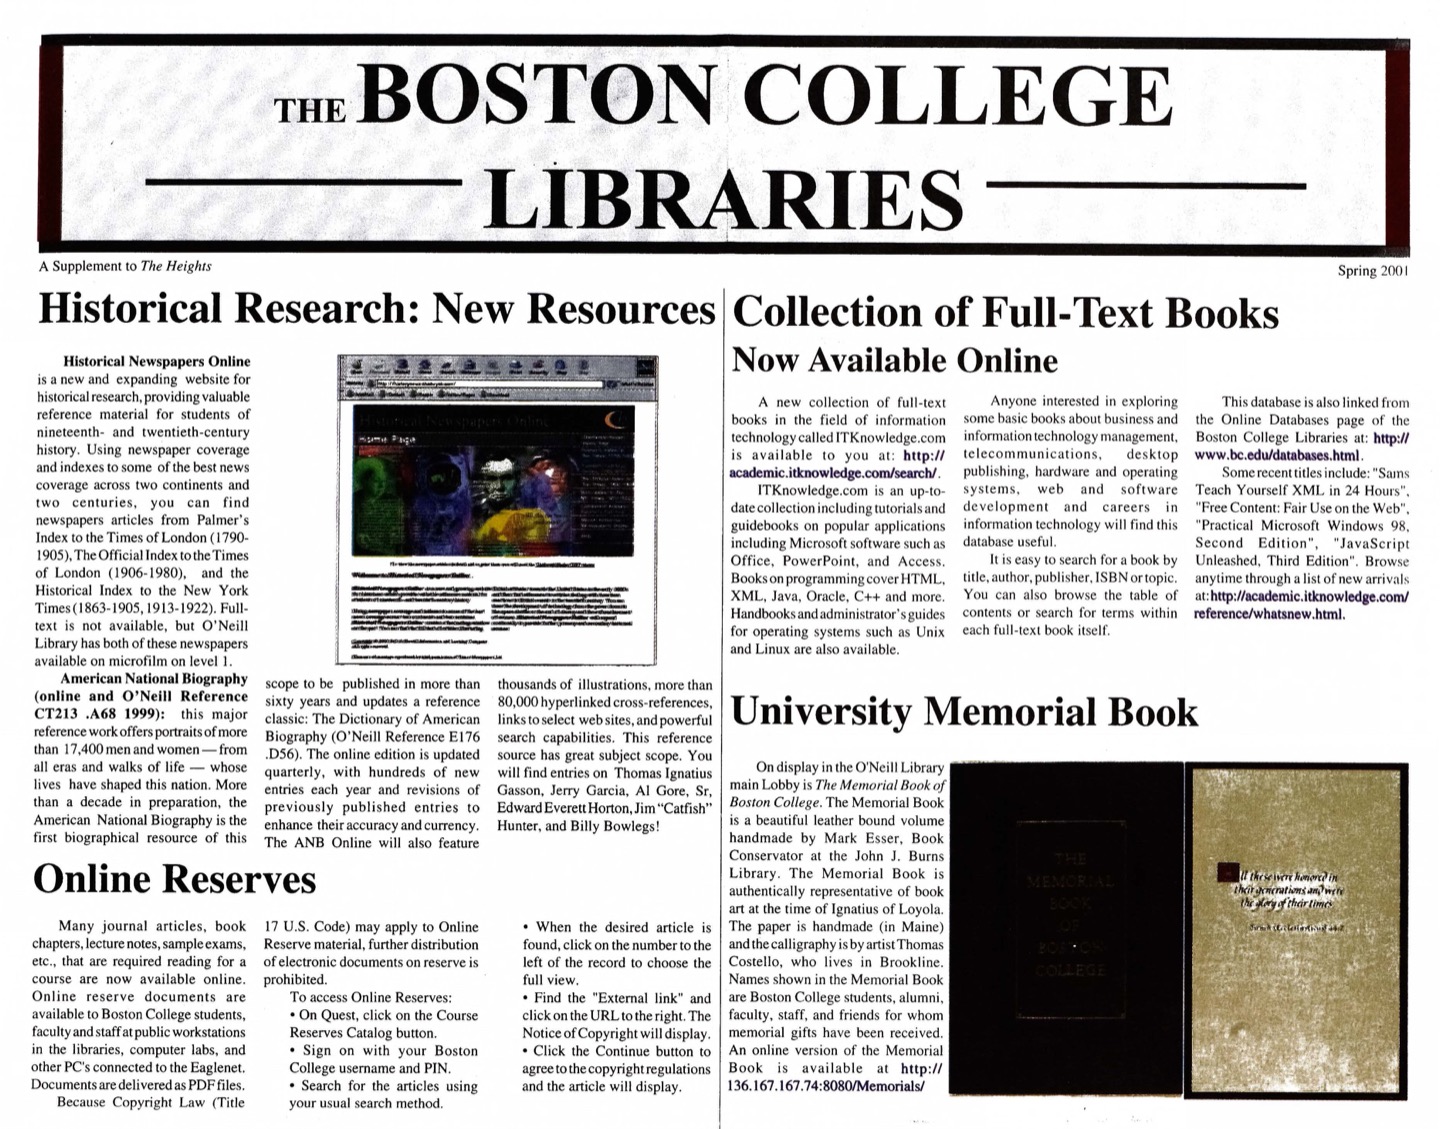 THE BOSTON COLLEGE
LIBRARIES
A Supplement to The Heights
Spring 2001
Historical Research: New Resources
Historical Newspapers Online
is a new and expanding website for
historical research, providing valuable
reference material for students of
nineteenth- and twentieth-century
history. Using newspaper coverage
and indexes to some of the best news
coverage across two continents and
two centuries, you can find
newspapers articles from Palmer's
Index to the Times of London (1790-
1905), The Official Index to the Times
of London (1906-1980), and the
Historical Index to the New York
Times (1863-1905, 1913-1922). Full-
text is not available, but O'Neill
Library has both of these newspapers
available on microfilm on level 1.
American National Biography
(online and O'Neill Reference
CT213 .A68 1999): this major
reference work offers portraits of more
than 17,400 men and women — from
all eras and walks of life — whose
lives have shaped this nation. More
than a decade in preparation, the
American National Biography is the
first biographical resource of this
Historical Newspapers Online
Home Page
scope to be published in more than
sixty years and updates a reference
classic: The Dictionary of American
Biography (O'Neill Reference E176
.D56). The online edition is updated
quarterly, with hundreds of new
entries each year and revisions of
previously published entries to
enhance their accuracy and currency.
The ANB Online will also feature
thousands of illustrations, more than
80,000 hyperlinked cross-references,
links to select web sites, and powerful
search capabilities. This reference
source has great subject scope. You
will find entries on Thomas Ignatius
Gasson, Jerry Garcia, Al Gore, Sr,
Edward Everett Horton, Jim "Catfish"
Hunter, and Billy Bowlegs!
Online Reserves
Many journal articles, book
chapters, lecture notes, sample exams,
etc., that are required reading for a
course are now available online.
Online reserve documents are
available to Boston College students,
faculty and staff at public workstations
in the libraries, computer labs, and
other PC's connected to the Eaglenet.
Documents are delivered as PDF files.
Because Copyright Law (Title
17 U.S. Code) may apply to Online
Reserve material, further distribution
of electronic documents on reserve is
prohibited.
To access Online Reserves:
• On Quest, click on the Course
Reserves Catalog button.
• Sign on with your Boston
College username and PIN.
• Search for the articles using
your usual search method.
• When the desired article is
found, click on the number to the
left of the record to choose the
full view.
• Find the "External link" and
click on the URL to the right. The
Notice of Copyright will display.
• Click the Continue button to
agree to the copyright regulations
and the article will display.
Collection of Full-Text Books
Now Available Online
A new collection of full-text
books in the field of information
technology called ITKnowledge.com
is available to you at: http://
academic.itknowledge.com/search/.
ITKnowledge.com is an up-to-
date collection including tutorials and
guidebooks on popular applications
including Microsoft software such as
Office, PowerPoint, and Access.
Books on programming cover HTML,
XML, Java, Oracle, C++ and more.
Handbooks and administrator's guides
for operating systems such as Unix
and Linux are also available.
Anyone interested in exploring
some basic books about business and
information technology management,
telecommunications, desktop
publishing, hardware and operating
systems, web and software
development and careers in
information technology will find this
database useful.
It is easy to search for a book by
title, author, publisher, ISBN or topic.
You can also browse the table of
contents or search for terms within
each full-text book itself.
This database is also linked from
the Online Databases page of the
Boston College Libraries at: http://
www.bc.edu/databases.html.
Some recent titles include: "Sams
Teach Yourself XML in 24 Hours",
"Free Content: Fair Use on the Web",
"Practical Microsoft Windows 98,
Second Edition", "JavaScript
Unleashed, Third Edition". Browse
anytime through a list of new arrivals
at: http://academic.itknowledge.com/
reference/whatsnew.html.
University Memorial Book
On display in the O'Neill Library
main Lobby is The Memorial Book of
Boston College. The Memorial Book
is a beautiful leather bound volume
handmade by Mark Esser, Book
Conservator at the John J. Burns
Library. The Memorial Book is
authentically representative of book
art at the time of Ignatius of Loyola.
The paper is handmade (in Maine)
and the calligraphy is by artist Thomas
Costello, who lives in Brookline.
Names shown in the Memorial Book
are Boston College students, alumni,
faculty, staff, and friends for whom
memorial gifts have been received.
An online version of the Memorial
Book is available at http://
136.167.167.74:8080/Memorials/
THE
MEMORIAL
BOOK
OF
BOSTON
COLLEGE
ll these were honored in
their generations and were
the glory of their times